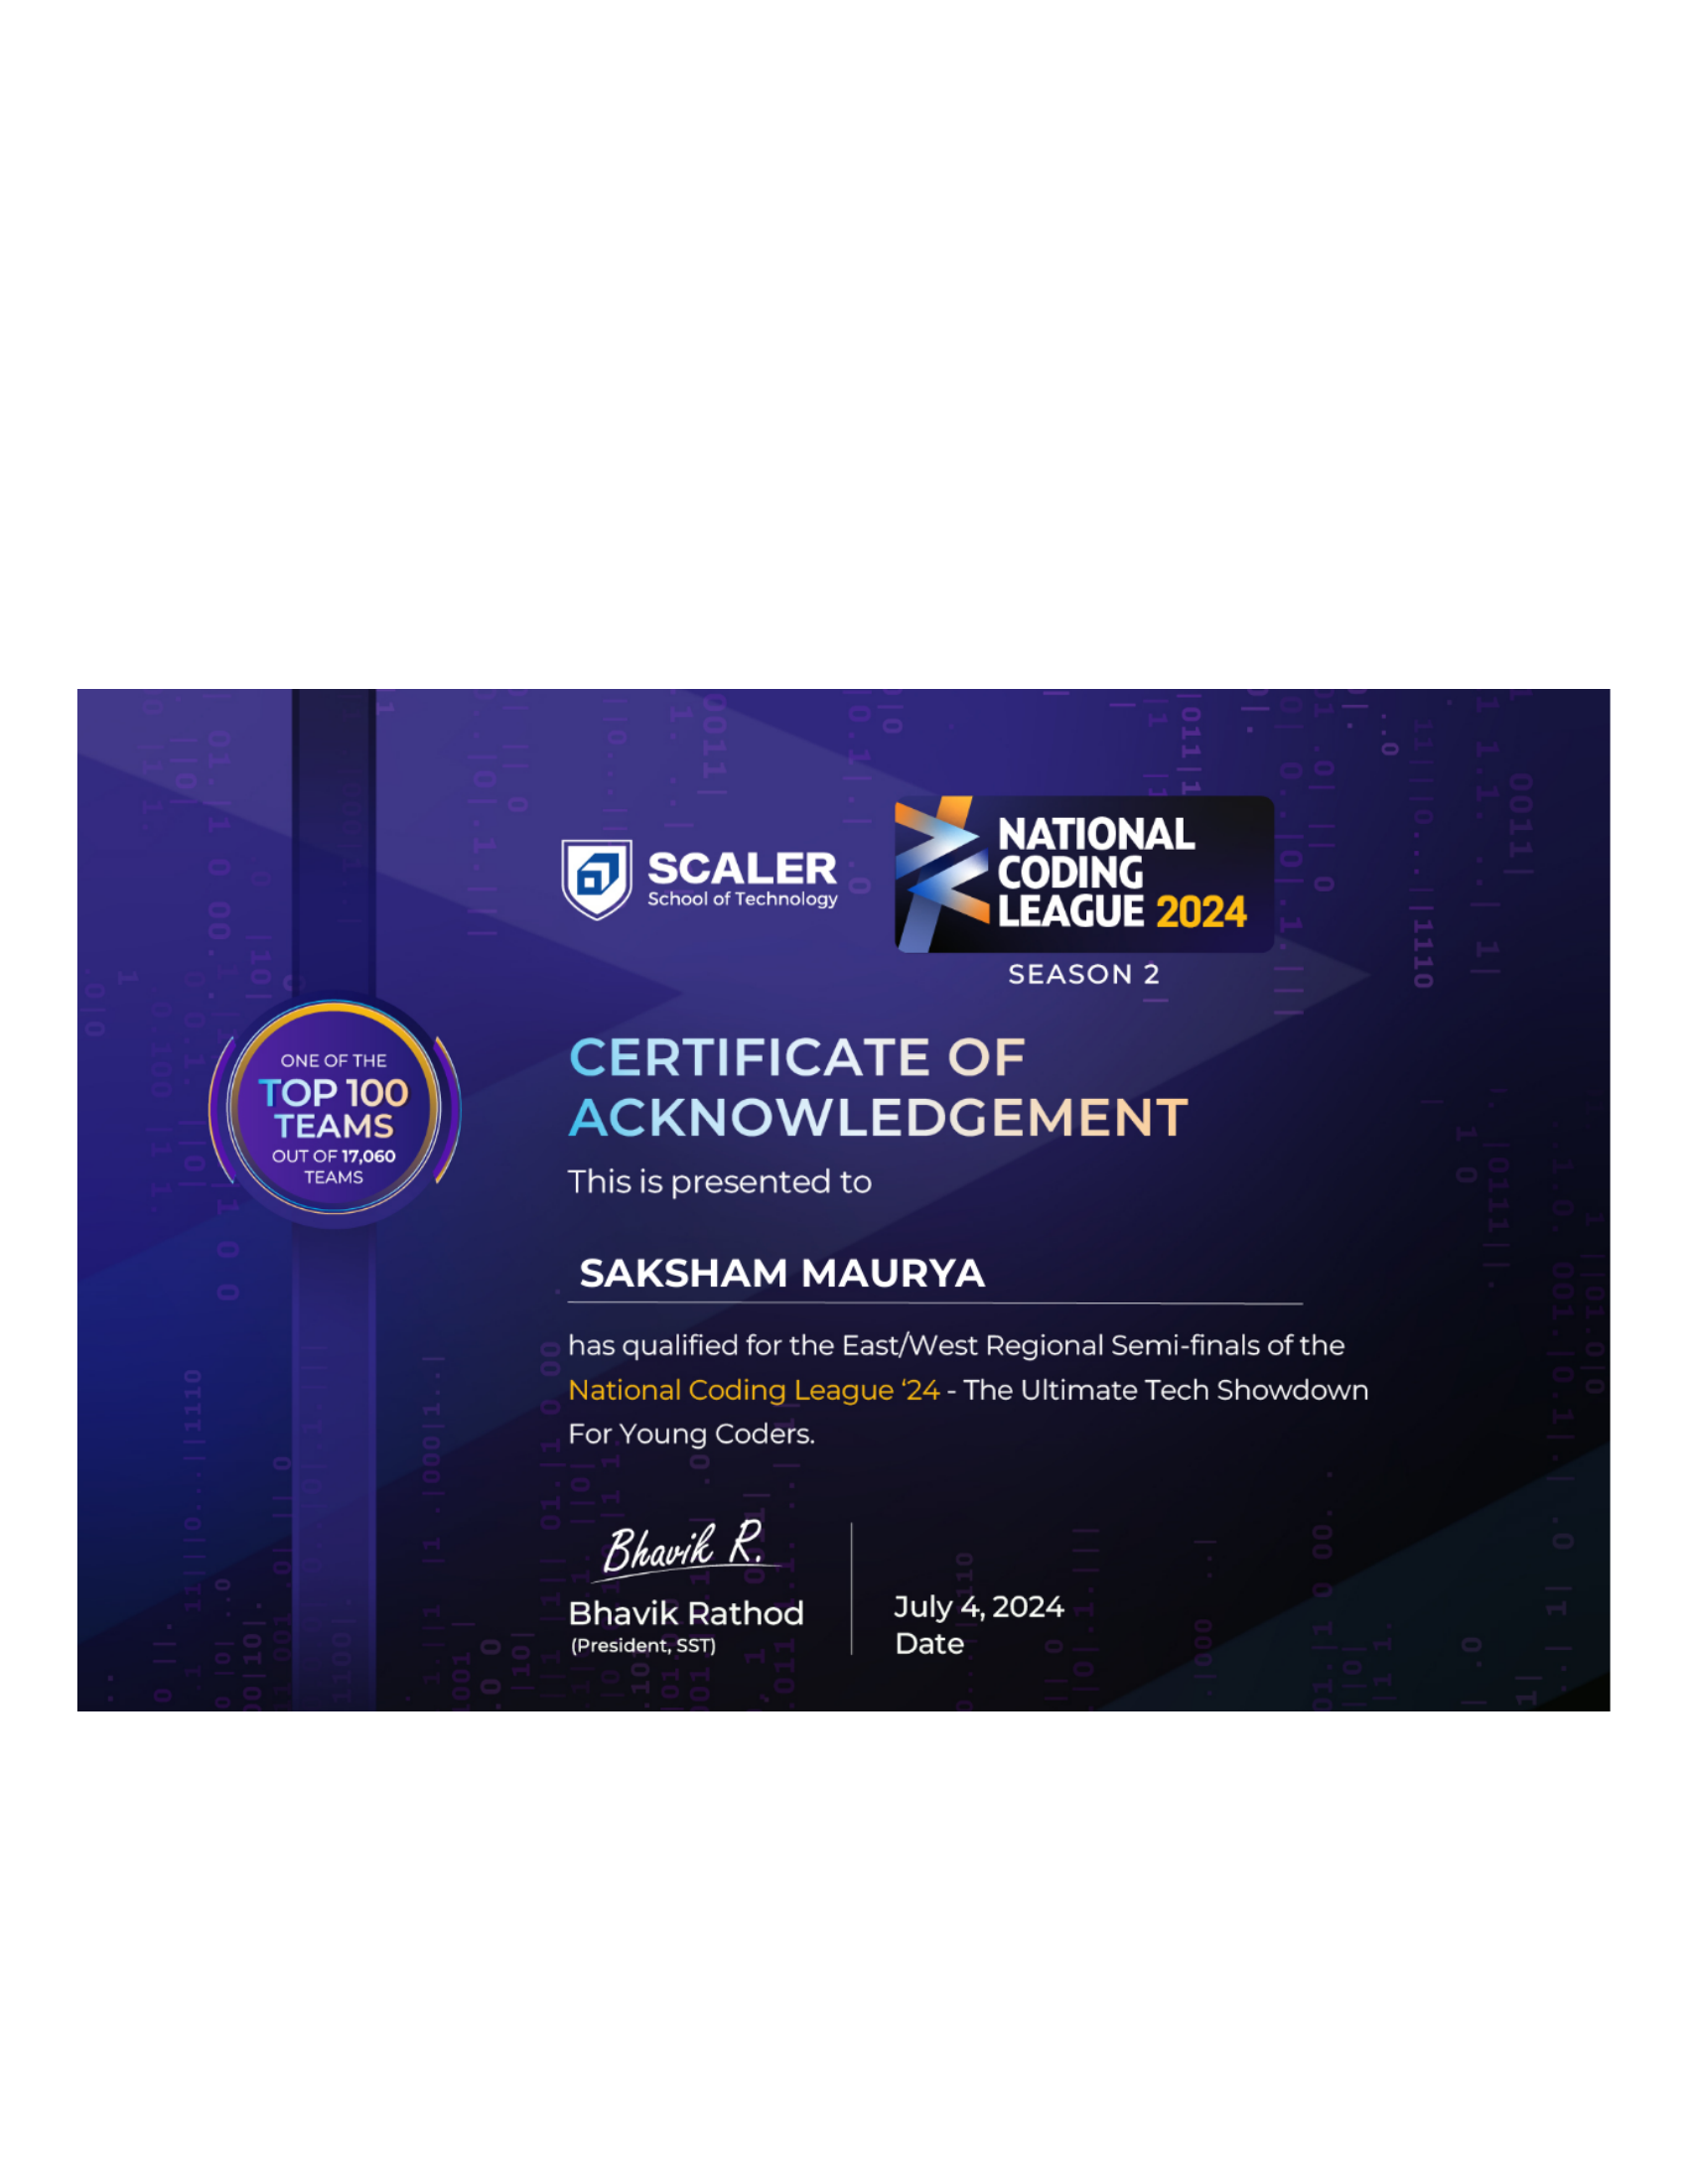 SCALER
School of Technology
NATIONAL
CODING
LEAGUE 2024
SEASON 2
ONE OF THE
TOP 100
TEAMS
OUT OF 17,060
TEAMS
CERTIFICATE OF
ACKNOWLEDGEMENT
This is presented to
SAKSHAM MAURYA
has qualified for the East/West Regional Semi-finals of the
National Coding League ‘24 - The Ultimate Tech Showdown
For Young Coders.
Bhavik R.
Bhavik Rathod
(President, SST)
July 4, 2024
Date